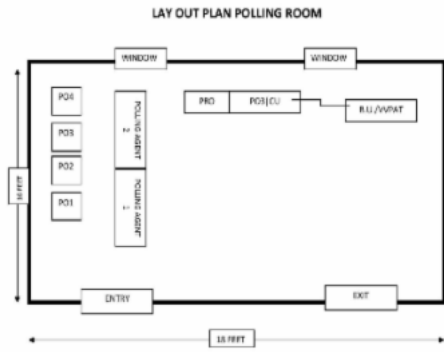 LAY OUT PLAN POLLING ROOM
WINDOW
WINDOW
PO4
PO3
PO2
PO1
POLLING AGENT
2
POLLING AGENT
1
PRO
PO3|CU
B.U./VVPAT
FEET
ENTRY
EXIT
18 FEET